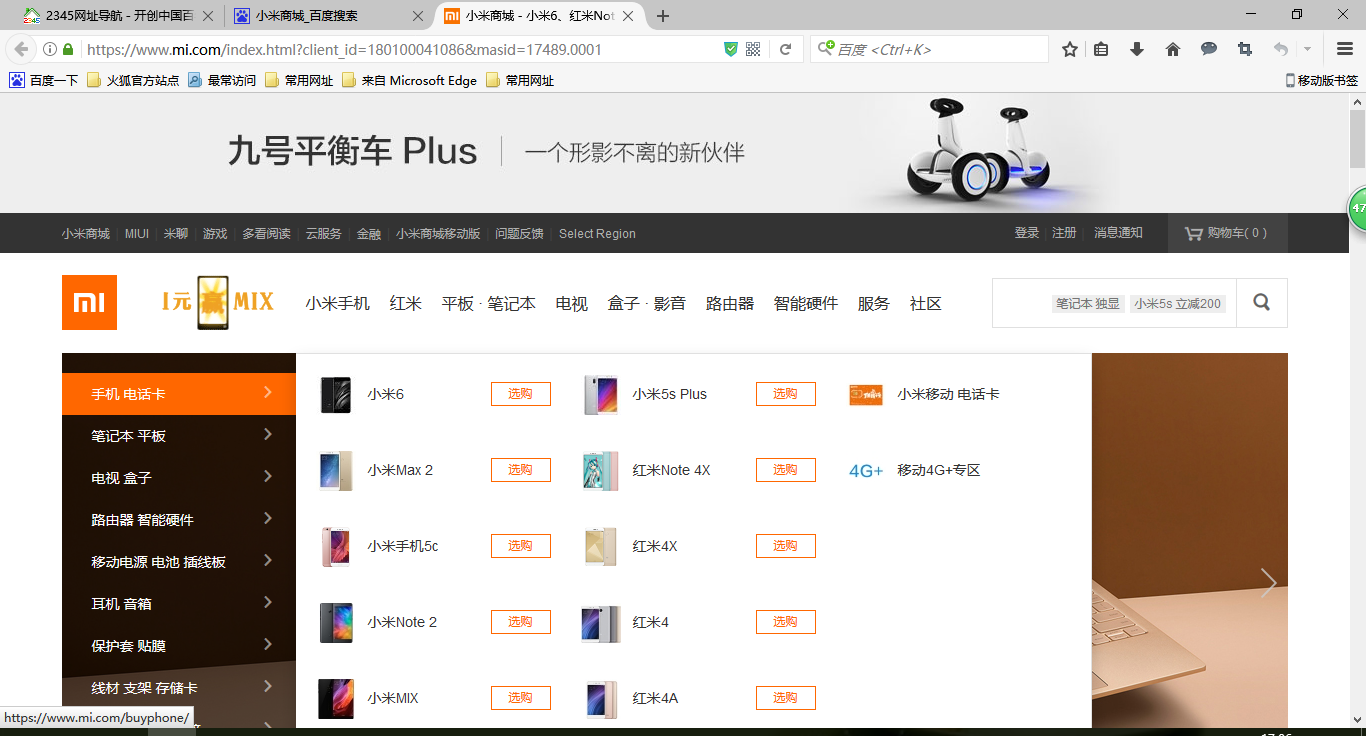 2345网址导航 - 开创中国百
小米商城_百度搜索
小米商城 - 小米6、红米Not
https://www.mi.com/index.html?client_id=180100041086&masid=17489.0001
百度 <Ctrl+K>
百度一下 火狐官方站点 最常访问 常用网址 来自 Microsoft Edge 常用网址 移动版书签
九号平衡车 Plus 一个形影不离的新伙伴
47
小米商城 MIUI 米聊 游戏 多看阅读 云服务 金融 小米商城移动版 问题反馈 Select Region 登录 注册 消息通知 购物车( 0 )
1元赢MIX 小米手机 红米 平板 · 笔记本 电视 盒子 · 影音 路由器 智能硬件 服务 社区 笔记本 独显 小米5s 立减200
手机 电话卡
笔记本 平板
电视 盒子
路由器 智能硬件
移动电源 电池 插线板
耳机 音箱
保护套 贴膜
线材 支架 存储卡
小米6 选购 小米5s Plus 选购 小米移动 电话卡
小米Max 2 选购 红米Note 4X 选购 4G+ 移动4G+专区
小米手机5c 选购 红米4X 选购
小米Note 2 选购 红米4 选购
小米MIX 选购 红米4A 选购
https://www.mi.com/buyphone/